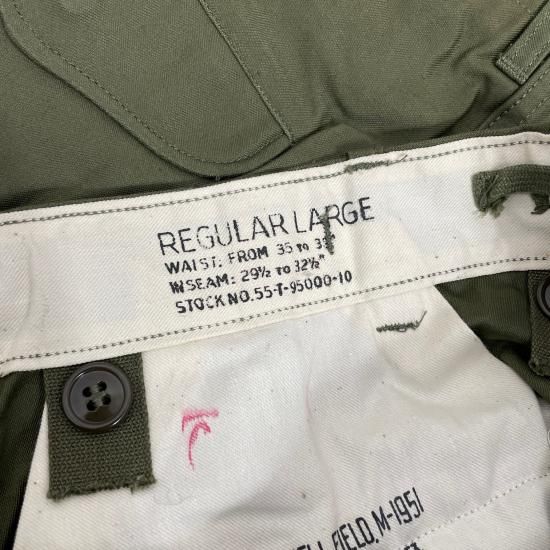 REGULAR LARGE
WAIST: FROM 35 TO
INSEAM: 29½ TO 32½"
STOCK NO. 55-T-95000-10
FIELD, M-1951